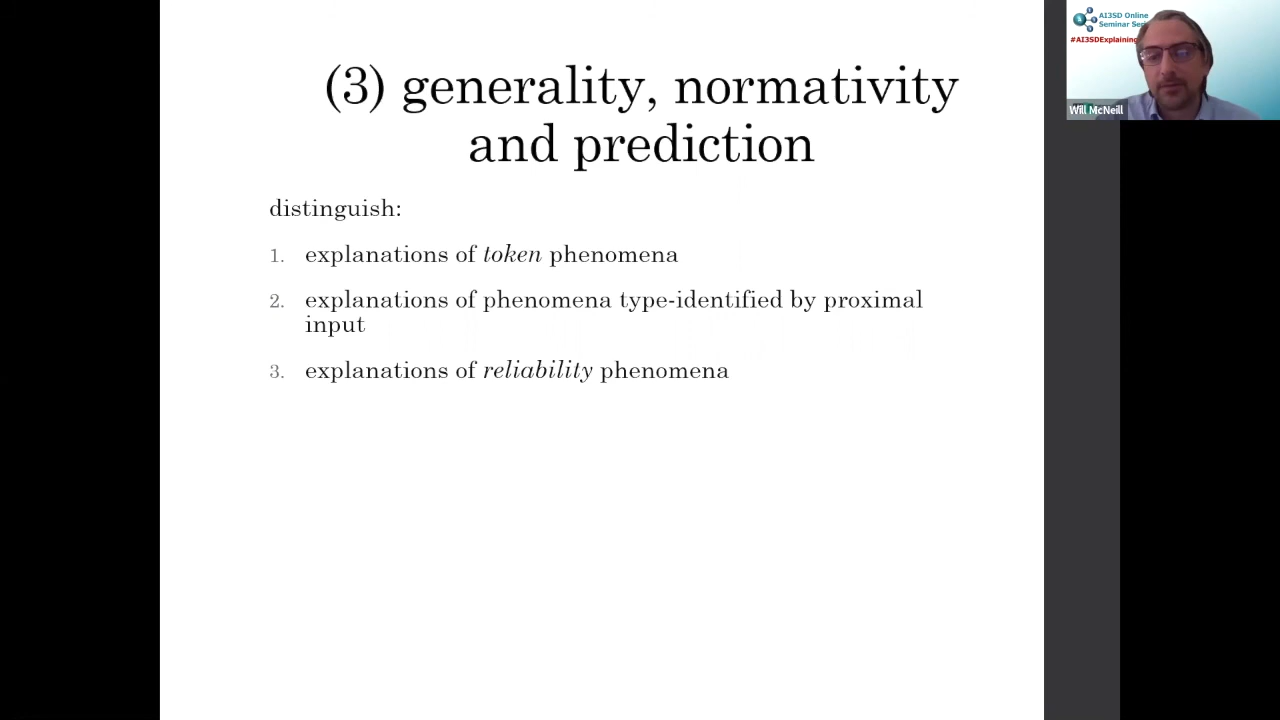 (3) generality, normativity
and prediction
distinguish:
1. explanations of token phenomena
2. explanations of phenomena type-identified by proximal
input
3. explanations of reliability phenomena
AI3SD Online
Seminar
#AI3SDExplaining
Will McNeill